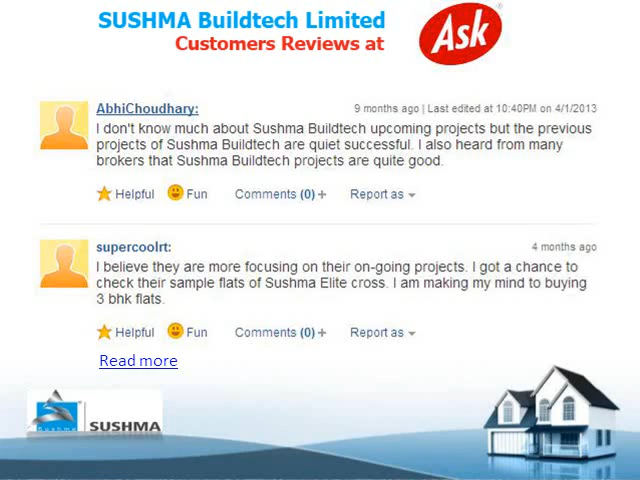 SUSHMA Buildtech Limited
Customers Reviews at
Ask
AbhiChoudhary:
9 months ago | Last edited at 10:40PM on 4/1/2013
I don't know much about Sushma Buildtech upcoming projects but the previous
projects of Sushma Buildtech are quiet successful. I also heard from many
brokers that Sushma Buildtech projects are quite good.
Helpful Fun Comments (0) + Report as
supercoolrt:
4 months ago
I believe they are more focusing on their on-going projects. I got a chance to
check their sample flats of Sushma Elite cross. I am making my mind to buying
3 bhk flats.
Helpful Fun Comments (0) + Report as
Read more
Sushma
SUSHMA